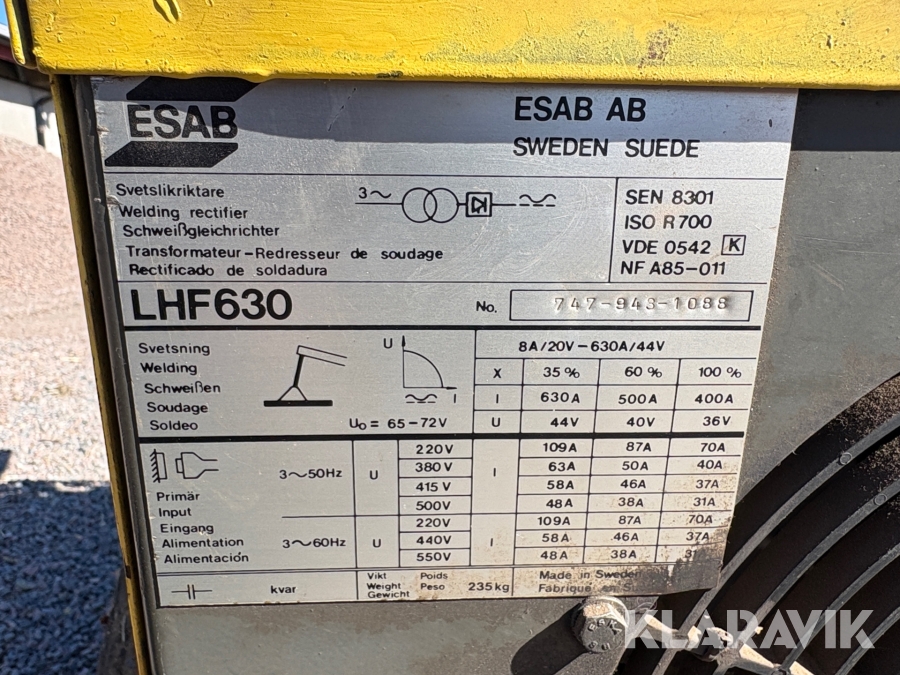 ESAB
ESAB AB
SWEDEN SUEDE
Svetslikriktare
Welding rectifier
Schweißgleichrichter
Transformateur-Redresseur de soudage
Rectificado de soldadura
3~
SEN 8301
ISO R700
VDE 0542 K
NF A85-011
LHF630
No. 747-943-1088
Svetsning
Welding
Schweißen
Soudage
Soldeo
U
I
U₀ = 65-72V
8A/20V-630A/44V
X 35% 60% 100%
I 630A 500A 400A
U 44V 40V 36V
Primär
Input
Eingang
Alimentation
Alimentación
3~50Hz U I
220V 109A 87A 70A
380V 63A 50A 40A
415V 58A 46A 37A
500V 48A 38A 31A
3~60Hz U I
220V 109A 87A 70A
440V 58A 46A 37A
550V 48A 38A
kvar
Vikt Poids
Weight Peso 235kg
Gewicht
Made in Sweden
Fabriqué en
ESAB
KLARAVIK